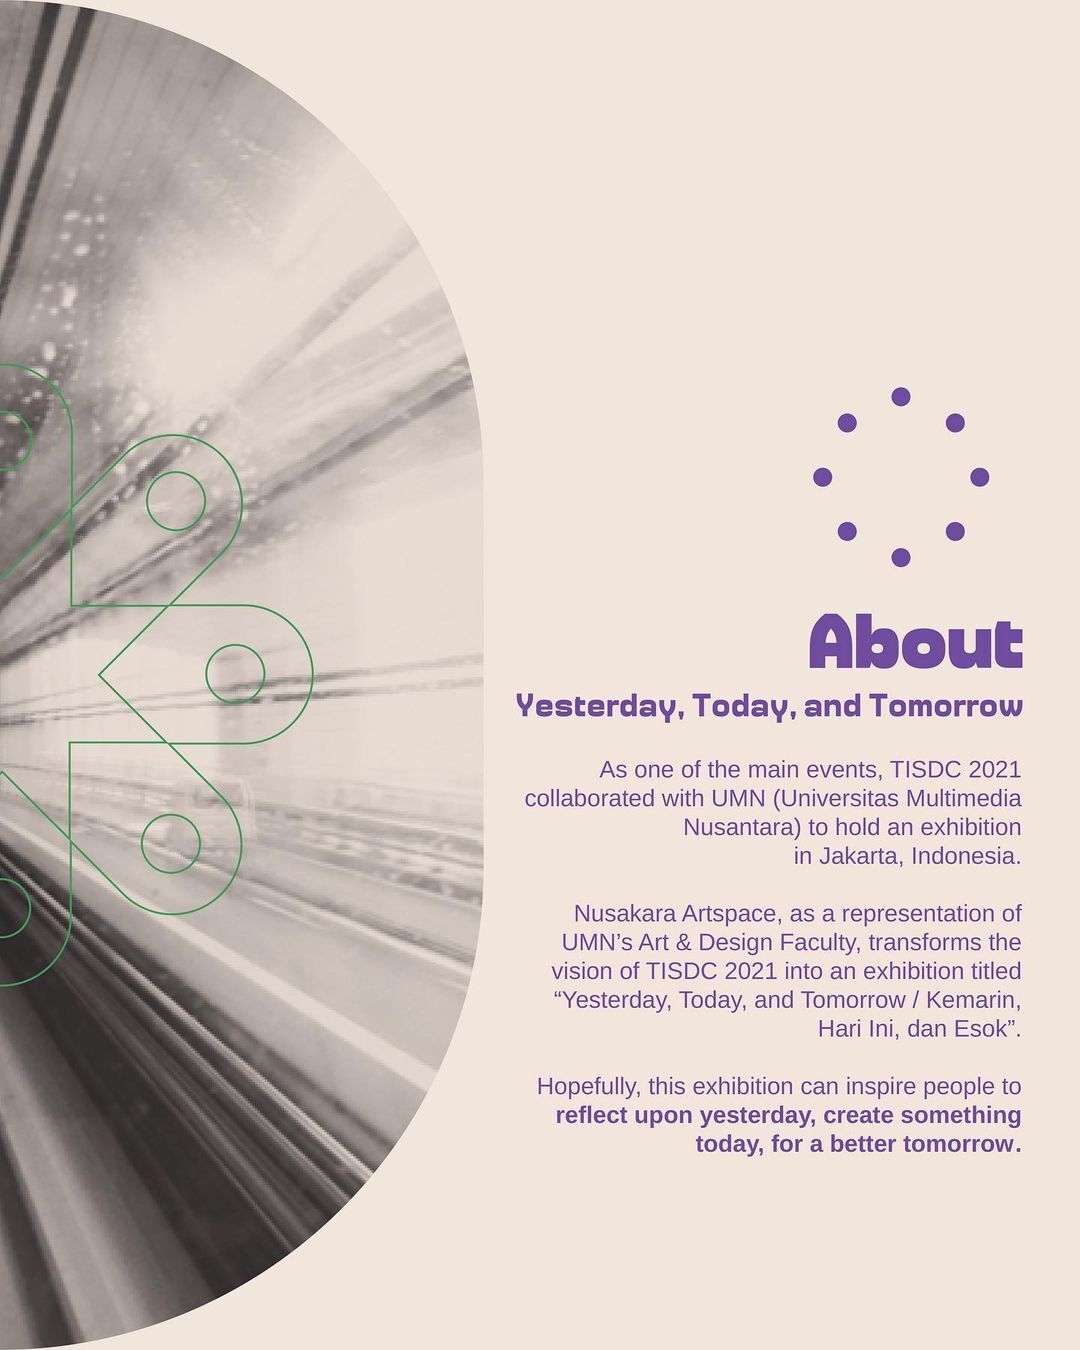 About
Yesterday, Today, and Tomorrow
As one of the main events, TISDC 2021
collaborated with UMN (Universitas Multimedia
Nusantara) to hold an exhibition
in Jakarta, Indonesia.
Nusakara Artspace, as a representation of
UMN’s Art & Design Faculty, transforms the
vision of TISDC 2021 into an exhibition titled
“Yesterday, Today, and Tomorrow / Kemarin,
Hari Ini, dan Esok”.
Hopefully, this exhibition can inspire people to
reflect upon yesterday, create something
today, for a better tomorrow.